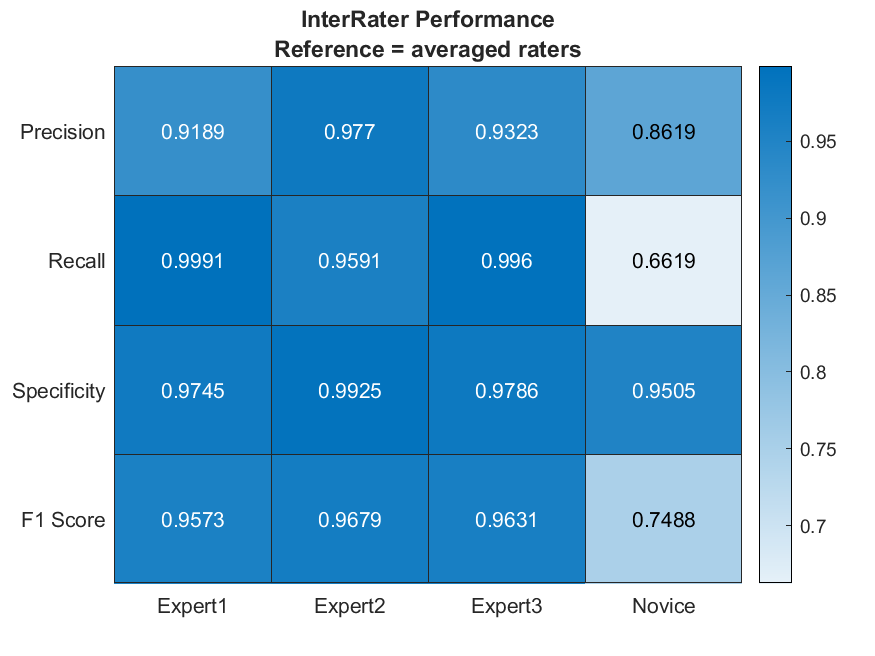 InterRater Performance
Reference = averaged raters
Precision 0.9189 0.977 0.9323 0.8619
Recall 0.9991 0.9591 0.996 0.6619
Specificity 0.9745 0.9925 0.9786 0.9505
F1 Score 0.9573 0.9679 0.9631 0.7488
Expert1 Expert2 Expert3 Novice
0.95
0.9
0.85
0.8
0.75
0.7